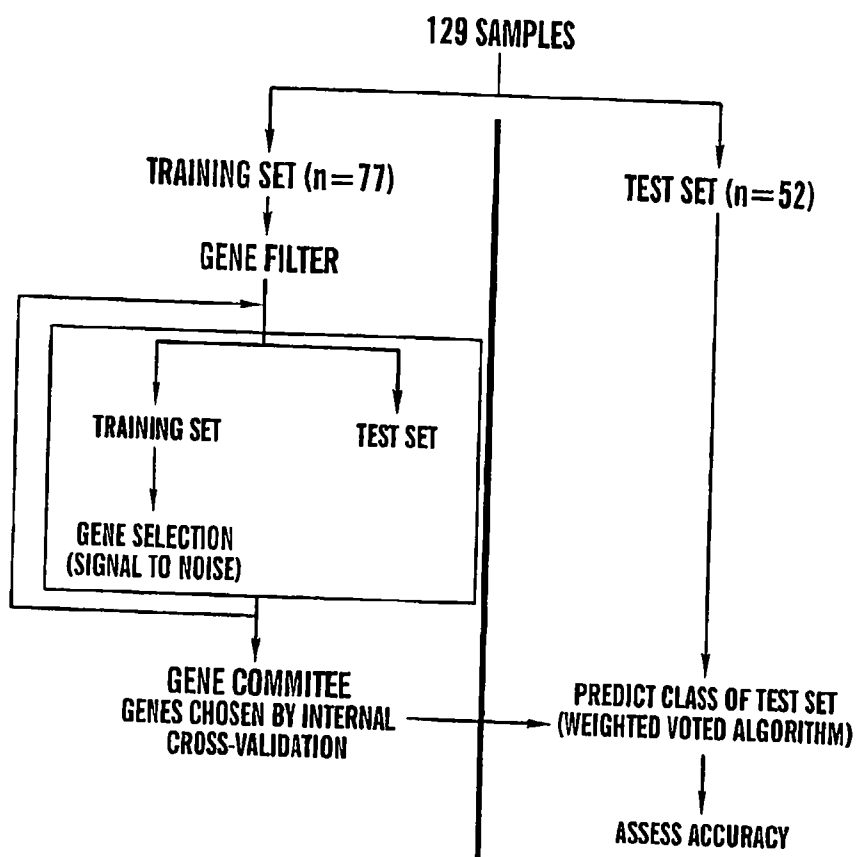 129 SAMPLES
TRAINING SET (n=77)
TEST SET (n=52)
GENE FILTER
TRAINING SET
TEST SET
GENE SELECTION
(SIGNAL TO NOISE)
GENE COMMITEE
GENES CHOSEN BY INTERNAL
CROSS-VALIDATION
PREDICT CLASS OF TEST SET
(WEIGHTED VOTED ALGORITHM)
ASSESS ACCURACY